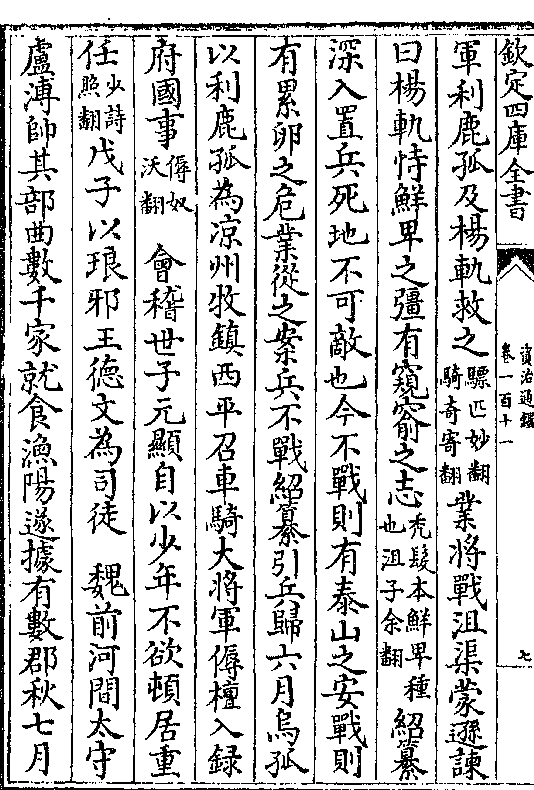 欽定四庫全書
資治通鑑
卷一百十一
七
軍利鹿孤及楊軌救之驃匹妙翻騎奇寄翻業將戰沮渠蒙遜諫
曰楊軌恃鮮卑之彊有窺窬之志禿髮本鮮卑種也沮子余翻紹纂
深入置兵死地不可敵也今不戰則有泰山之安戰則
有累卵之危業從之案兵不戰紹纂引兵歸六月烏孤
以利鹿孤為凉州牧鎮西平召車騎大將軍傉檀入録
府國事傉奴沃翻會稽世子元顯自以少年不欲頓居重
任少詩照翻戊子以琅邪王德文為司徒魏前河間太守
盧溥帥其部曲數千家就食漁陽遂據有數郡秋七月